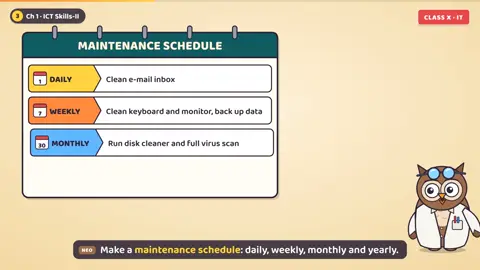 3 Ch 1 - ICT Skills-II
CLASS X - IT
MAINTENANCE SCHEDULE
1 DAILY Clean e-mail inbox
7 WEEKLY Clean keyboard and monitor, back up data
30 MONTHLY Run disk cleaner and full virus scan
NEO Make a maintenance schedule: daily, weekly, monthly and yearly.